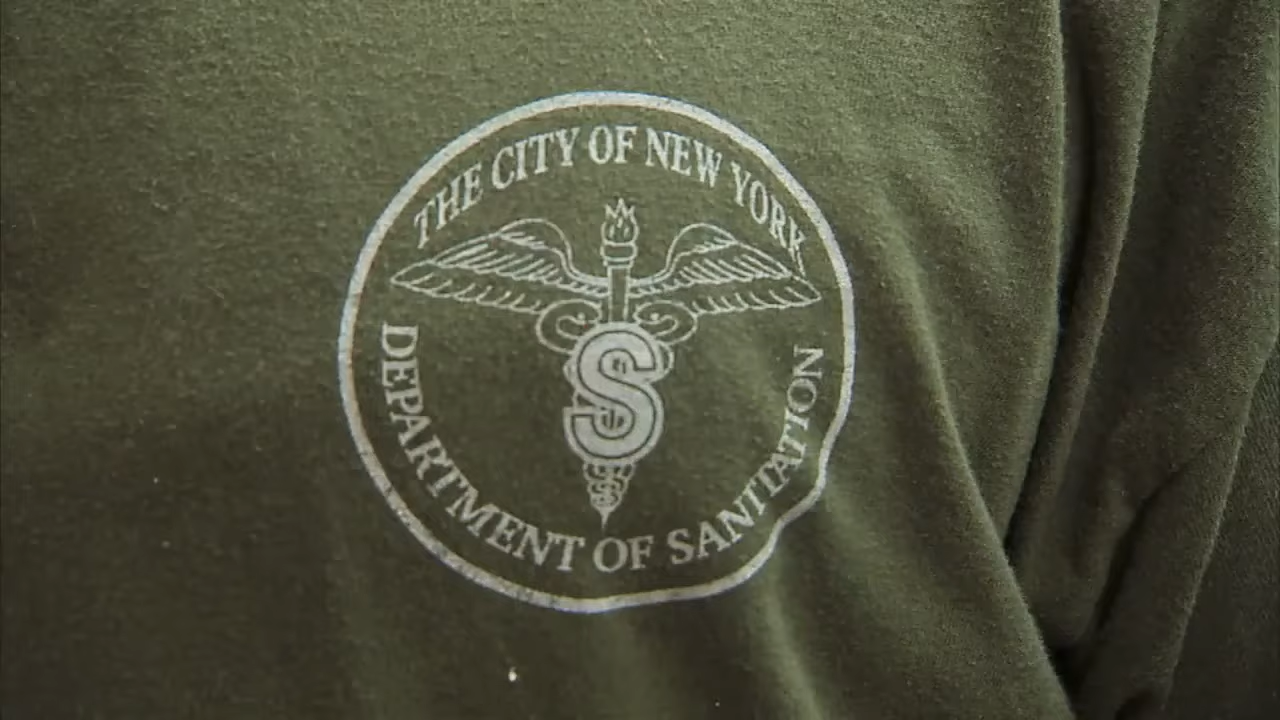 THE CITY OF NEW YORK
S
DEPARTMENT OF SANITATION